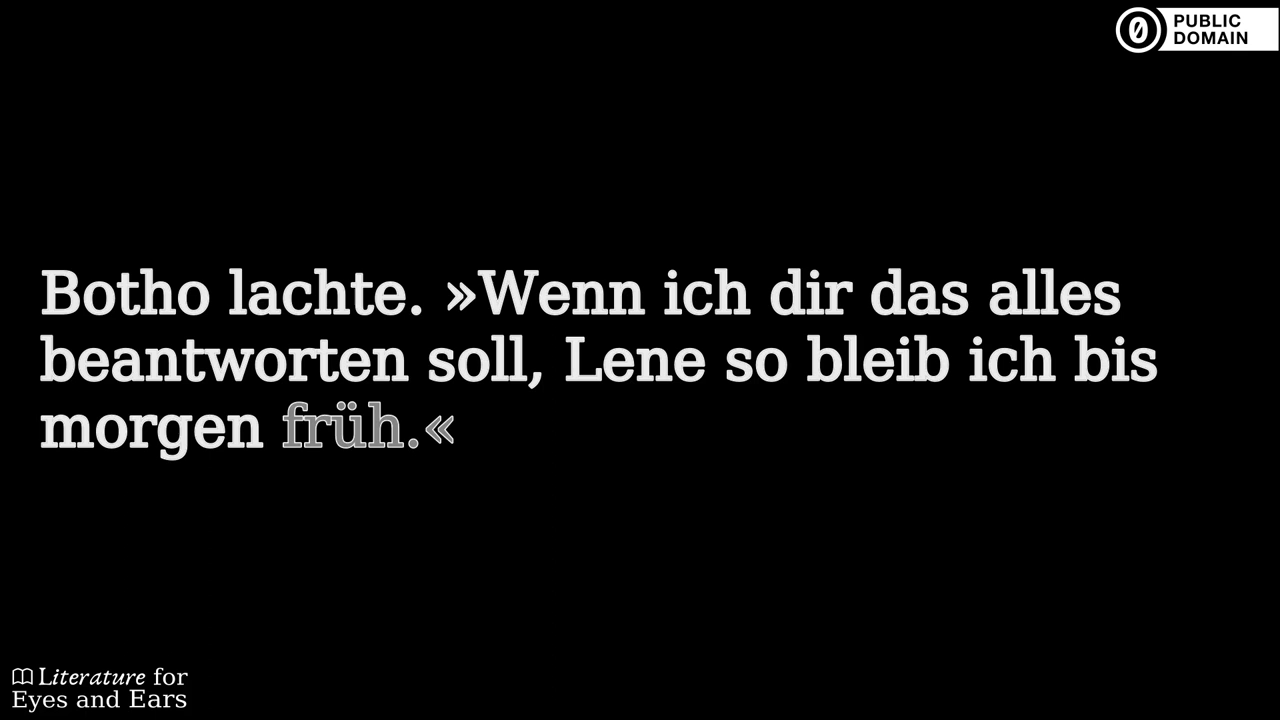 PUBLIC
DOMAIN
Botho lachte. »Wenn ich dir das alles
beantworten soll, Lene so bleib ich bis
morgen früh.«
Literature for
Eyes and Ears